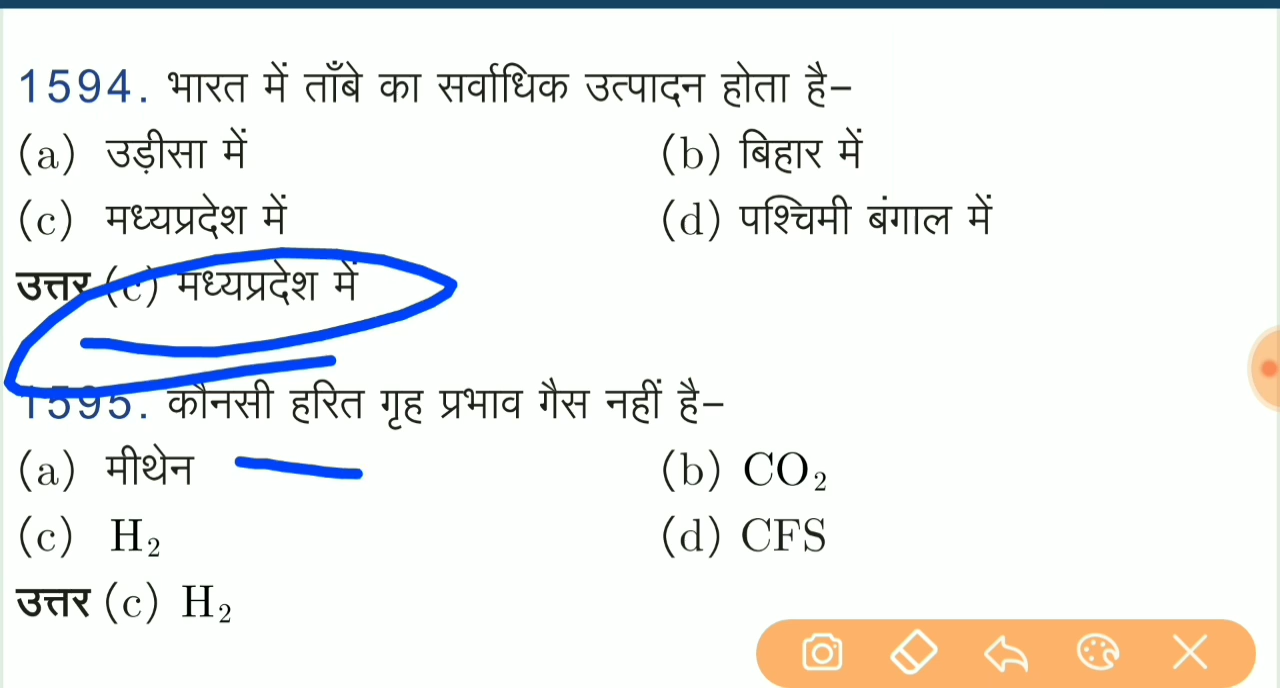 1594. भारत में ताँबे का सर्वाधिक उत्पादन होता है–
(a) उड़ीसा में (b) बिहार में
(c) मध्यप्रदेश में (d) पश्चिमी बंगाल में
उत्तर (c) मध्यप्रदेश में
1595. कौनसी हरित गृह प्रभाव गैस नहीं है–
(a) मीथेन (b) CO₂
(c) H₂ (d) CFS
उत्तर (c) H₂